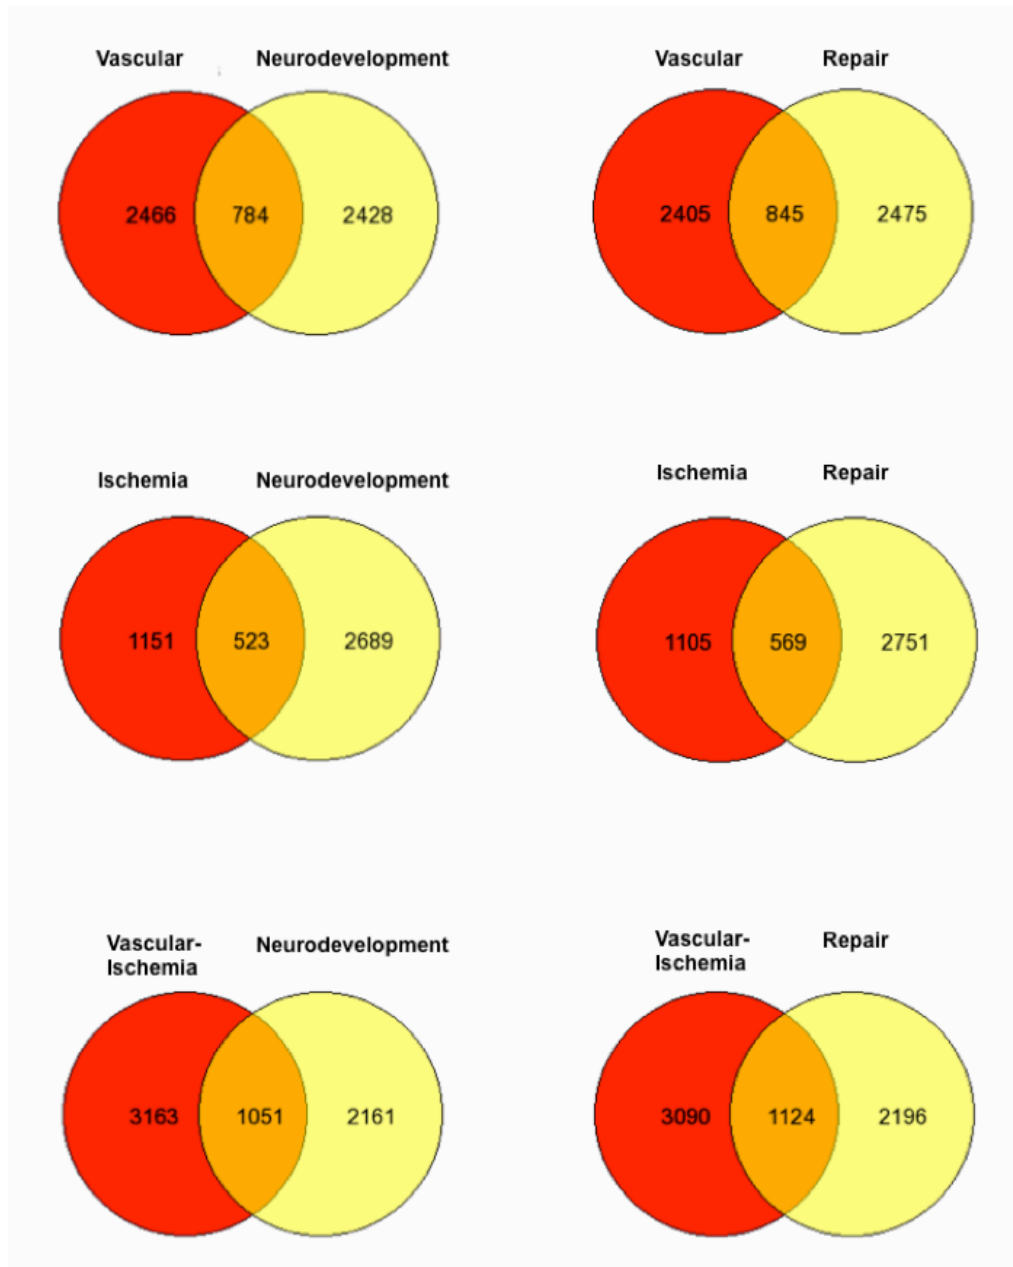 Vascular Neurodevelopment
2466 784 2428
Vascular Repair
2405 845 2475
Ischemia Neurodevelopment
1151 523 2689
Ischemia Repair
1105 569 2751
Vascular-
Ischemia
Neurodevelopment
3163 1051 2161
Vascular-
Ischemia
Repair
3090 1124 2196